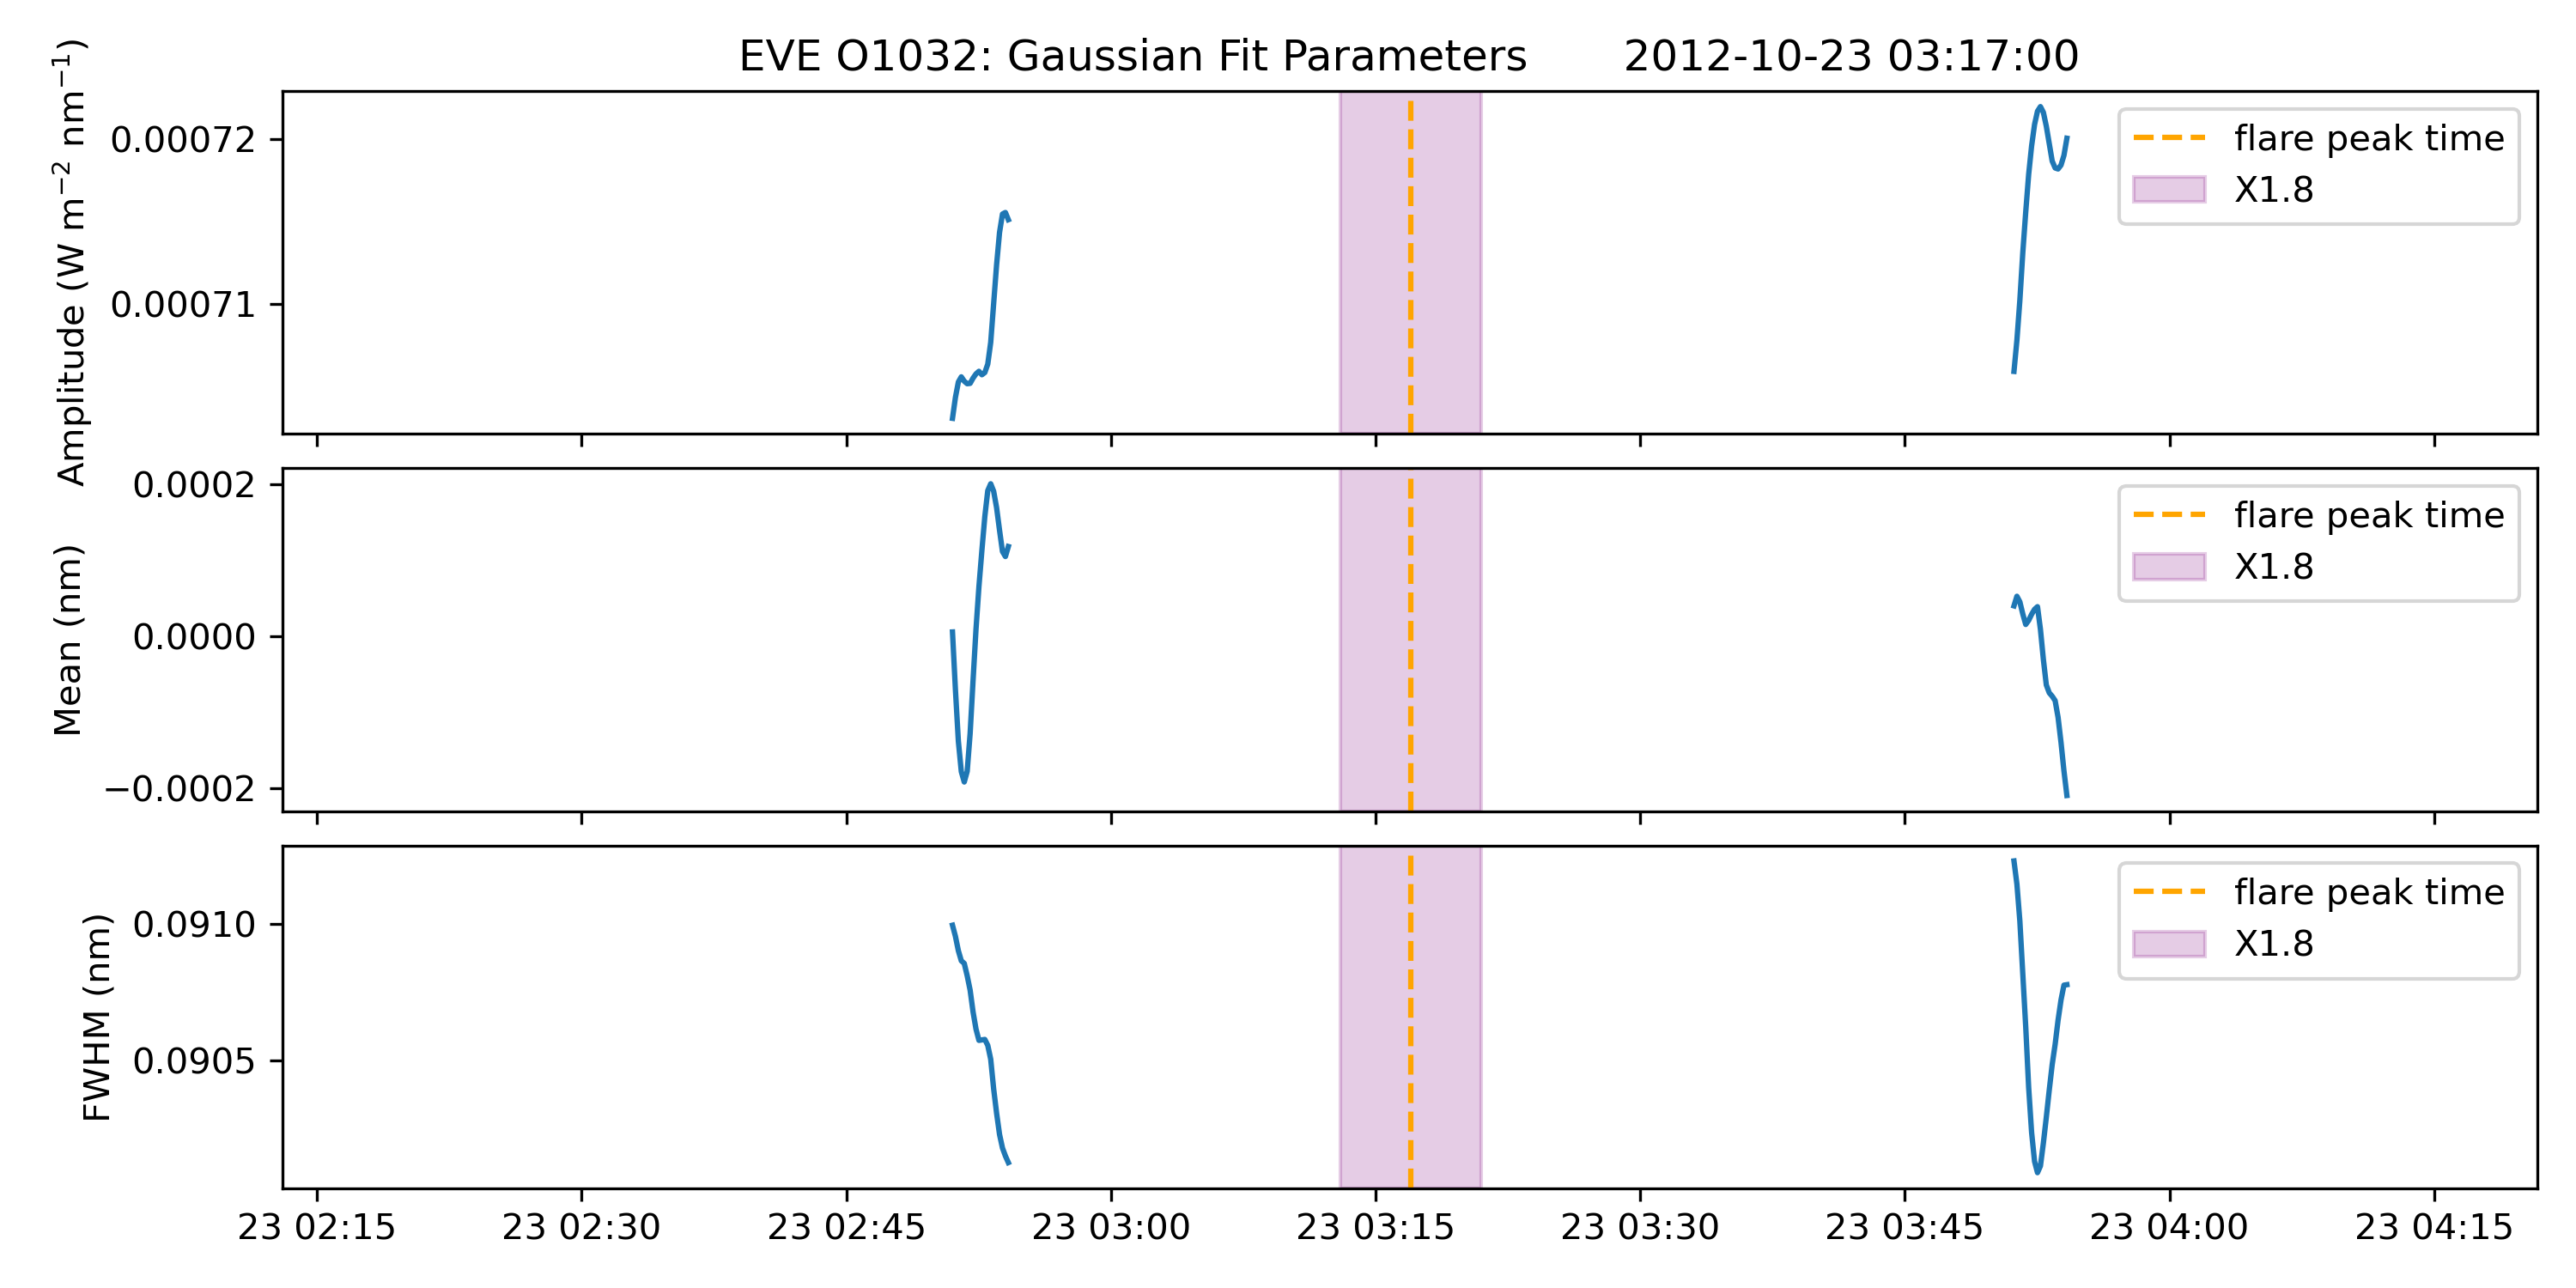 EVE O1032: Gaussian Fit Parameters 2012-10-23 03:17:00
Amplitude (W m⁻² nm⁻¹)
0.00072
0.00071
flare peak time
X1.8
Mean (nm)
0.0002
0.0000
−0.0002
flare peak time
X1.8
FWHM (nm)
0.0910
0.0905
flare peak time
X1.8
23 02:15 23 02:30 23 02:45 23 03:00 23 03:15 23 03:30 23 03:45 23 04:00 23 04:15